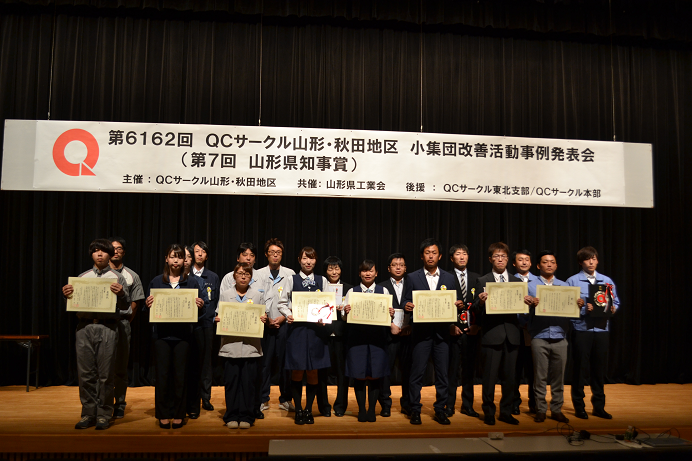 第6162回 QCサークル山形・秋田地区 小集団改善活動事例発表会
（第7回 山形県知事賞）
主催：QCサークル山形・秋田地区 共催：山形県工業会 後援：QCサークル東北支部/QCサークル本部